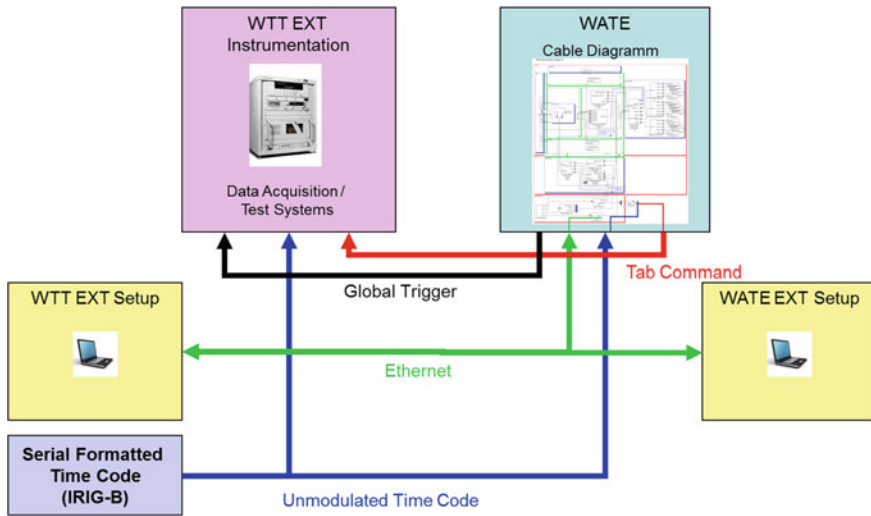 WTT EXT
Instrumentation
Data Acquisition /
Test Systems
WATE
Cable Diagramm
Tab Command
Global Trigger
WTT EXT Setup
WATE EXT Setup
Ethernet
Serial Formatted
Time Code
(IRIG-B)
Unmodulated Time Code